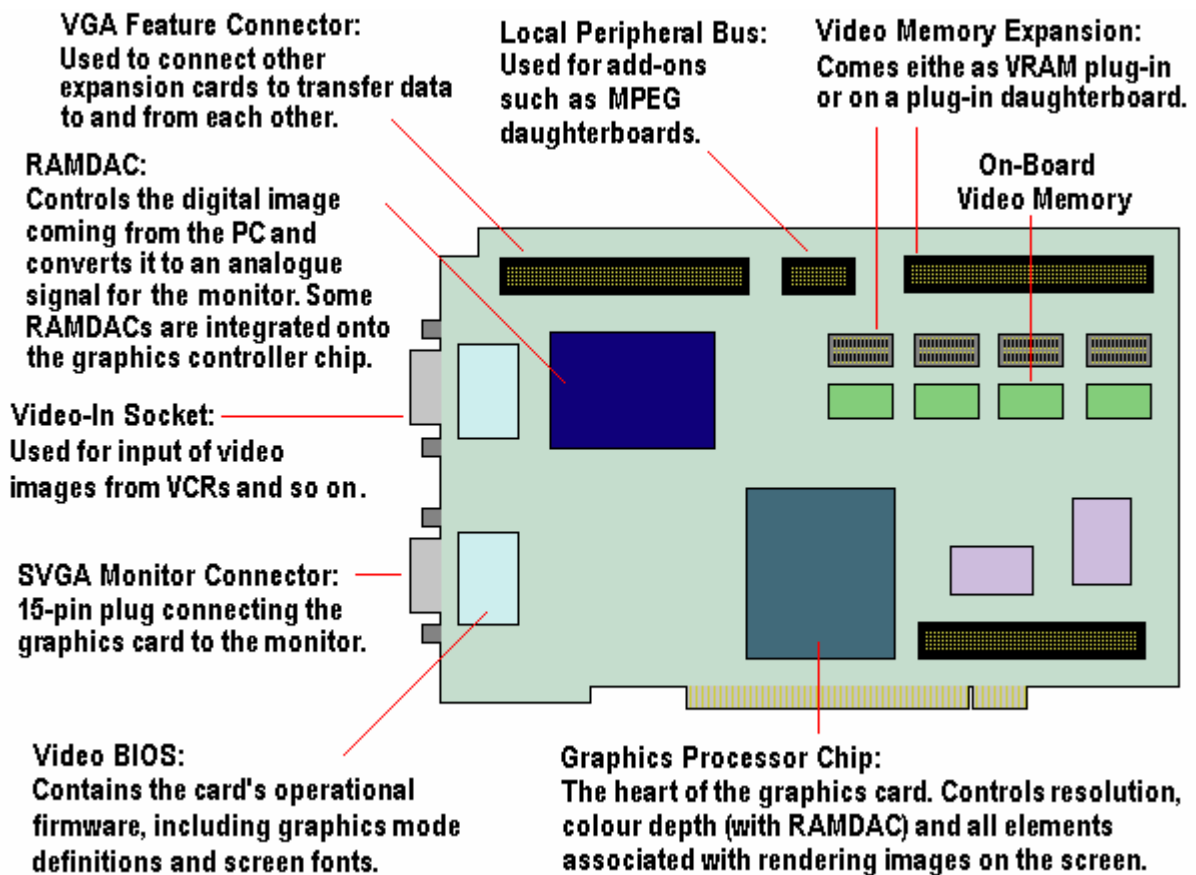 VGA Feature Connector:
Used to connect other
expansion cards to transfer data
to and from each other.
Local Peripheral Bus:
Used for add-ons
such as MPEG
daughterboards.
Video Memory Expansion:
Comes eithe as VRAM plug-in
or on a plug-in daughterboard.
On-Board
Video Memory
RAMDAC:
Controls the digital image
coming from the PC and
converts it to an analogue
signal for the monitor. Some
RAMDACs are integrated onto
the graphics controller chip.
Video-In Socket:
Used for input of video
images from VCRs and so on.
SVGA Monitor Connector:
15-pin plug connecting the
graphics card to the monitor.
Video BIOS:
Contains the card's operational
firmware, including graphics mode
definitions and screen fonts.
Graphics Processor Chip:
The heart of the graphics card. Controls resolution,
colour depth (with RAMDAC) and all elements
associated with rendering images on the screen.